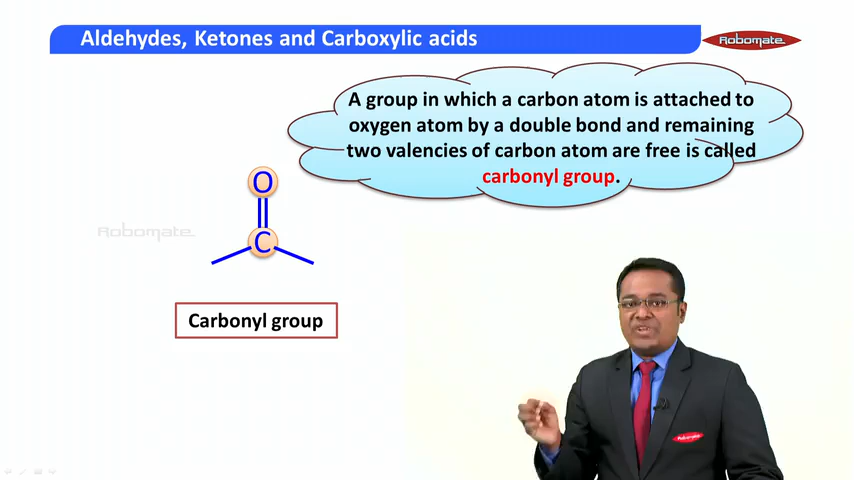 Aldehydes, Ketones and Carboxylic acids
Robomate
A group in which a carbon atom is attached to
oxygen atom by a double bond and remaining
two valencies of carbon atom are free is called
carbonyl group.
O
Robomate
C
Carbonyl group
Robomate